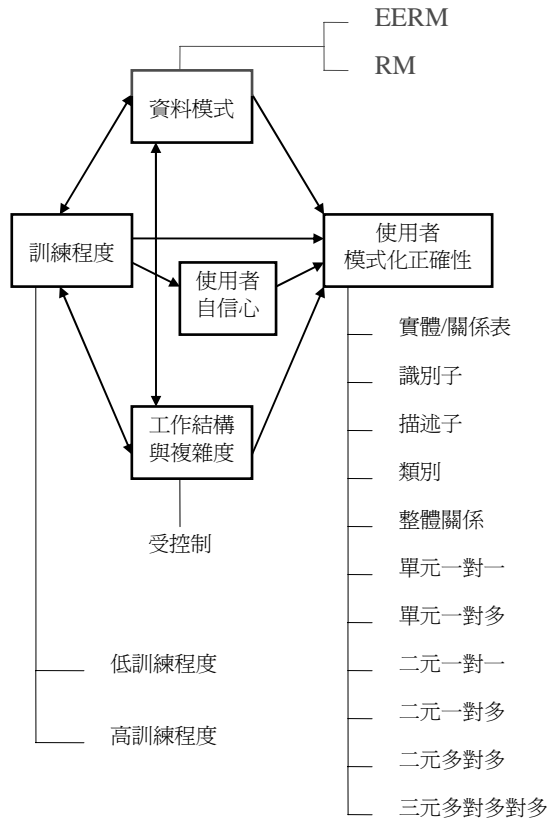 EERM
RM
資料模式
訓練程度
使用者
模式化正確性
使用者
自信心
實體/關係表
識別子
描述子
工作結構
與複雜度
類別
整體關係
受控制
單元一對一
單元一對多
低訓練程度
二元一對一
二元一對多
高訓練程度
二元多對多
三元多對多對多